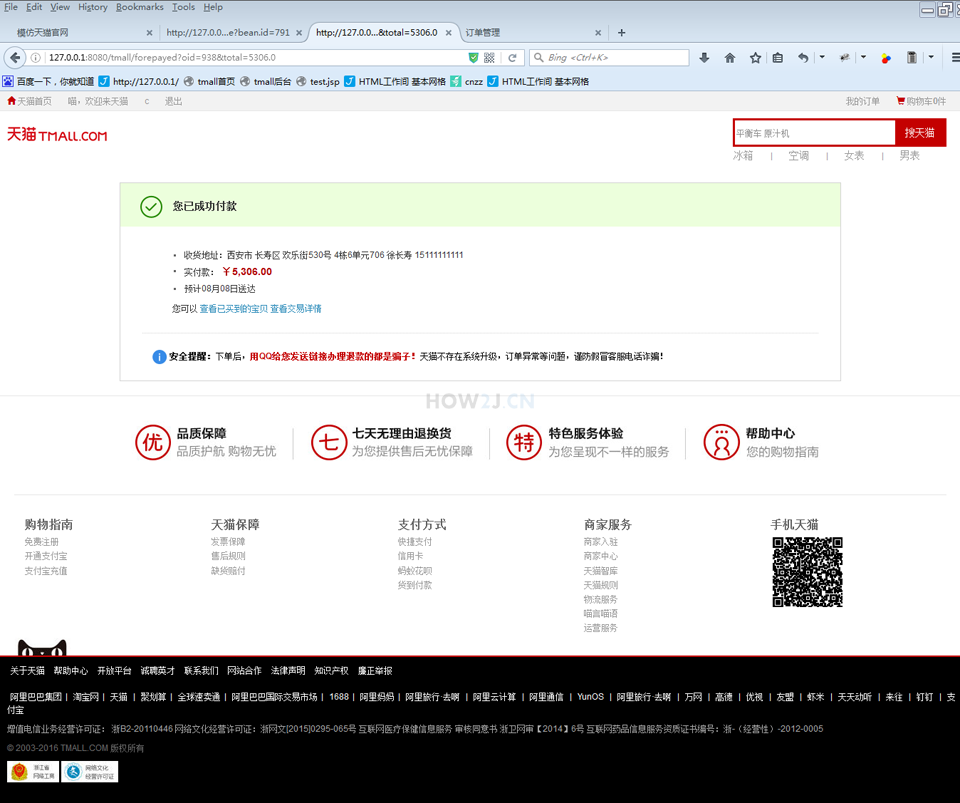 File Edit View History Bookmarks Tools Help
模仿天猫官网 × http://127.0.0...e?bean.id=791 × http://127.0.0...&total=5306.0 × 订单管理 × +
127.0.0.1:8080/tmall/forepayed?oid=938&total=5306.0 Bing <Ctrl+K>
百度一下，你就知道 http://127.0.0.1/ tmall首页 tmall后台 test.jsp HTML工作间 基本网格 cnzz HTML工作间 基本网格
天猫首页 喵，欢迎来天猫 c 退出 我的订单 购物车0件
天猫 TMALL.COM
平衡车 原汁机 搜天猫
冰箱 | 空调 | 女表 | 男表
您已成功付款
收货地址：西安市 长寿区 欢乐街530号 4栋6单元706 徐长寿 15111111111
实付款：￥5,306.00
预计08月08日送达
您可以 查看已买到的宝贝 查看交易详情
安全提醒：下单后，用QQ给您发送链接办理退款的都是骗子！天猫不存在系统升级，订单异常等问题，谨防假冒客服电话诈骗！
HOW2J.CN
优 品质保障 七 七天无理由退换货 特 特色服务体验 帮助中心
品质护航 购物无忧 为您提供售后无忧保障 为您呈现不一样的服务 您的购物指南
购物指南 天猫保障 支付方式 商家服务 手机天猫
免费注册 发票保障 快捷支付 商家入驻
开通支付宝 售后规则 信用卡 商家中心
支付宝充值 缺货赔付 蚂蚁花呗 天猫智库
货到付款 天猫规则
物流服务
喵言喵语
运营服务
关于天猫 帮助中心 开放平台 诚聘英才 联系我们 网站合作 法律声明 知识产权 廉正举报
阿里巴巴集团 | 淘宝网 | 天猫 | 聚划算 | 全球速卖通 | 阿里巴巴国际交易市场 | 1688 | 阿里妈妈 | 阿里旅行·去啊 | 阿里云计算 | 阿里通信 | YunOS | 阿里旅行·去啊 | 万网 | 高德 | 优视 | 友盟 | 虾米 | 天天动听 | 来往 | 钉钉 | 支
付宝
增值电信业务经营许可证： 浙B2-20110446 网络文化经营许可证：浙网文[2015]0295-065号 互联网医疗保健信息服务 审核同意书 浙卫网审【2014】6号 互联网药品信息服务资质证书编号：浙-（经营性）-2012-0005
© 2003-2016 TMALL.COM 版权所有
浙江省 网络文化
网络工商 经营许可证